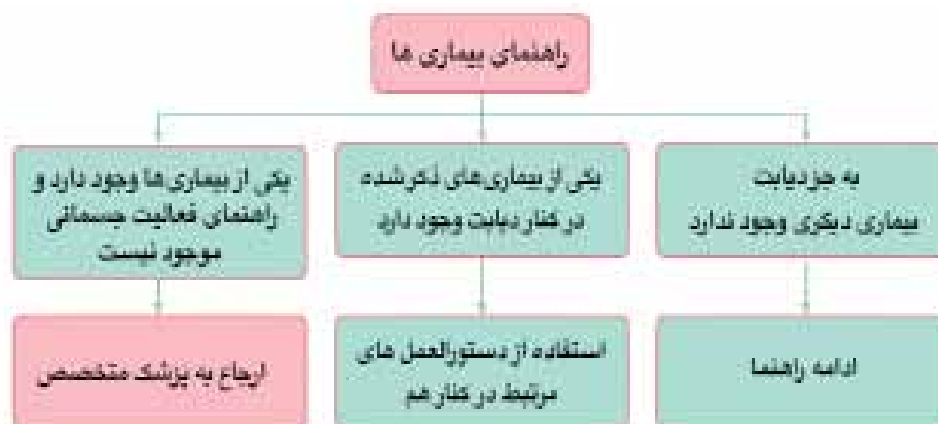 راهنمای بیماری ها
به جز دیابت
بیماری دیگری وجود ندارد
یکی از بیماری‌های ذکر شده
در کنار دیابت وجود دارد
یکی از بیماری‌ها وجود دارد و
راهنمای فعالیت جسمانی
موجود نیست
ادامه راهنما
استفاده از دستورالعمل های
مرتبط در کنار هم
ارجاع به پزشک متخصص